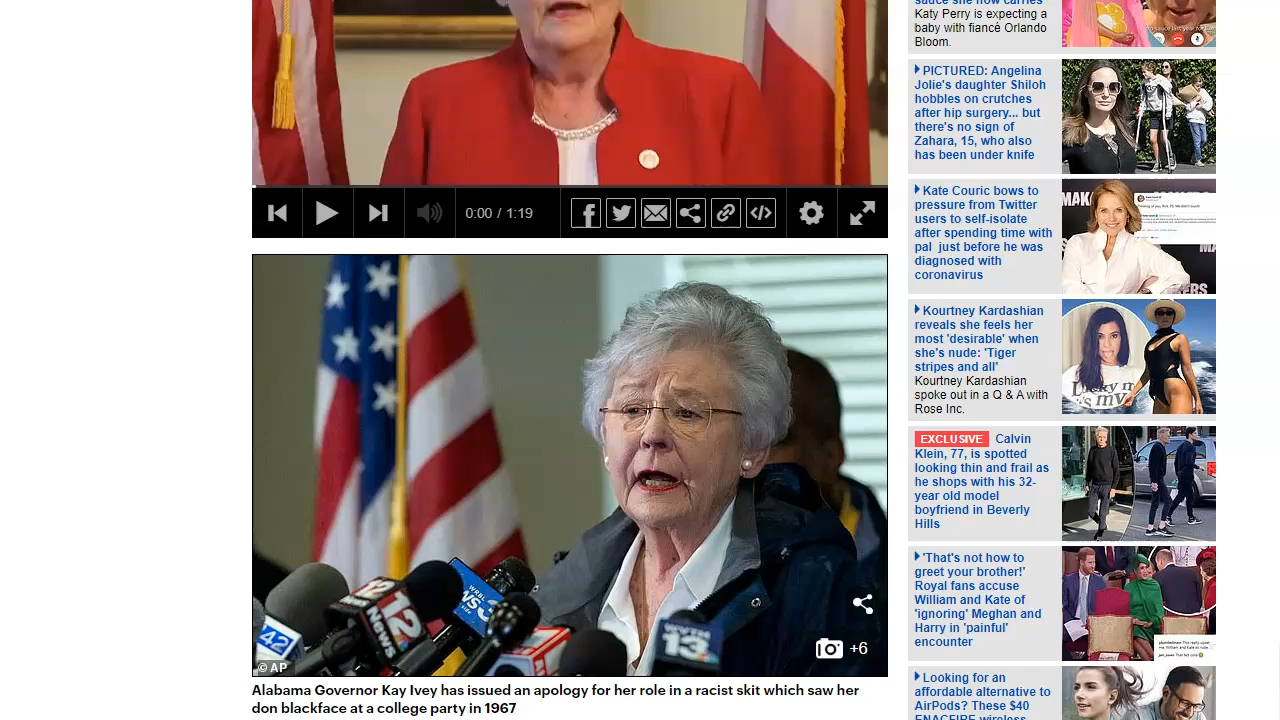 0:00 / 1:19
42
12
NEWS
WRBL
13
+6
© AP
Alabama Governor Kay Ivey has issued an apology for her role in a racist skit which saw her
don blackface at a college party in 1967
Katy Perry is expecting a
baby with fiancé Orlando
Bloom.
PICTURED: Angelina
Jolie's daughter Shiloh
hobbles on crutches
after hip surgery... but
there's no sign of
Zahara, 15, who also
has been under knife
Kate Couric bows to
pressure from Twitter
users to self-isolate
after spending time with
pal just before he was
diagnosed with
coronavirus
Kourtney Kardashian
reveals she feels her
most 'desirable' when
she's nude: 'Tiger
stripes and all'
Kourtney Kardashian
spoke out in a Q & A with
Rose Inc.
EXCLUSIVE Calvin
Klein, 77, is spotted
looking thin and frail as
he shops with his 32-
year old model
boyfriend in Beverly
Hills
'That's not how to
greet your brother!'
Royal fans accuse
William and Kate of
'ignoring' Meghan and
Harry in 'painful'
encounter
Looking for an
affordable alternative to
AirPods? These $40